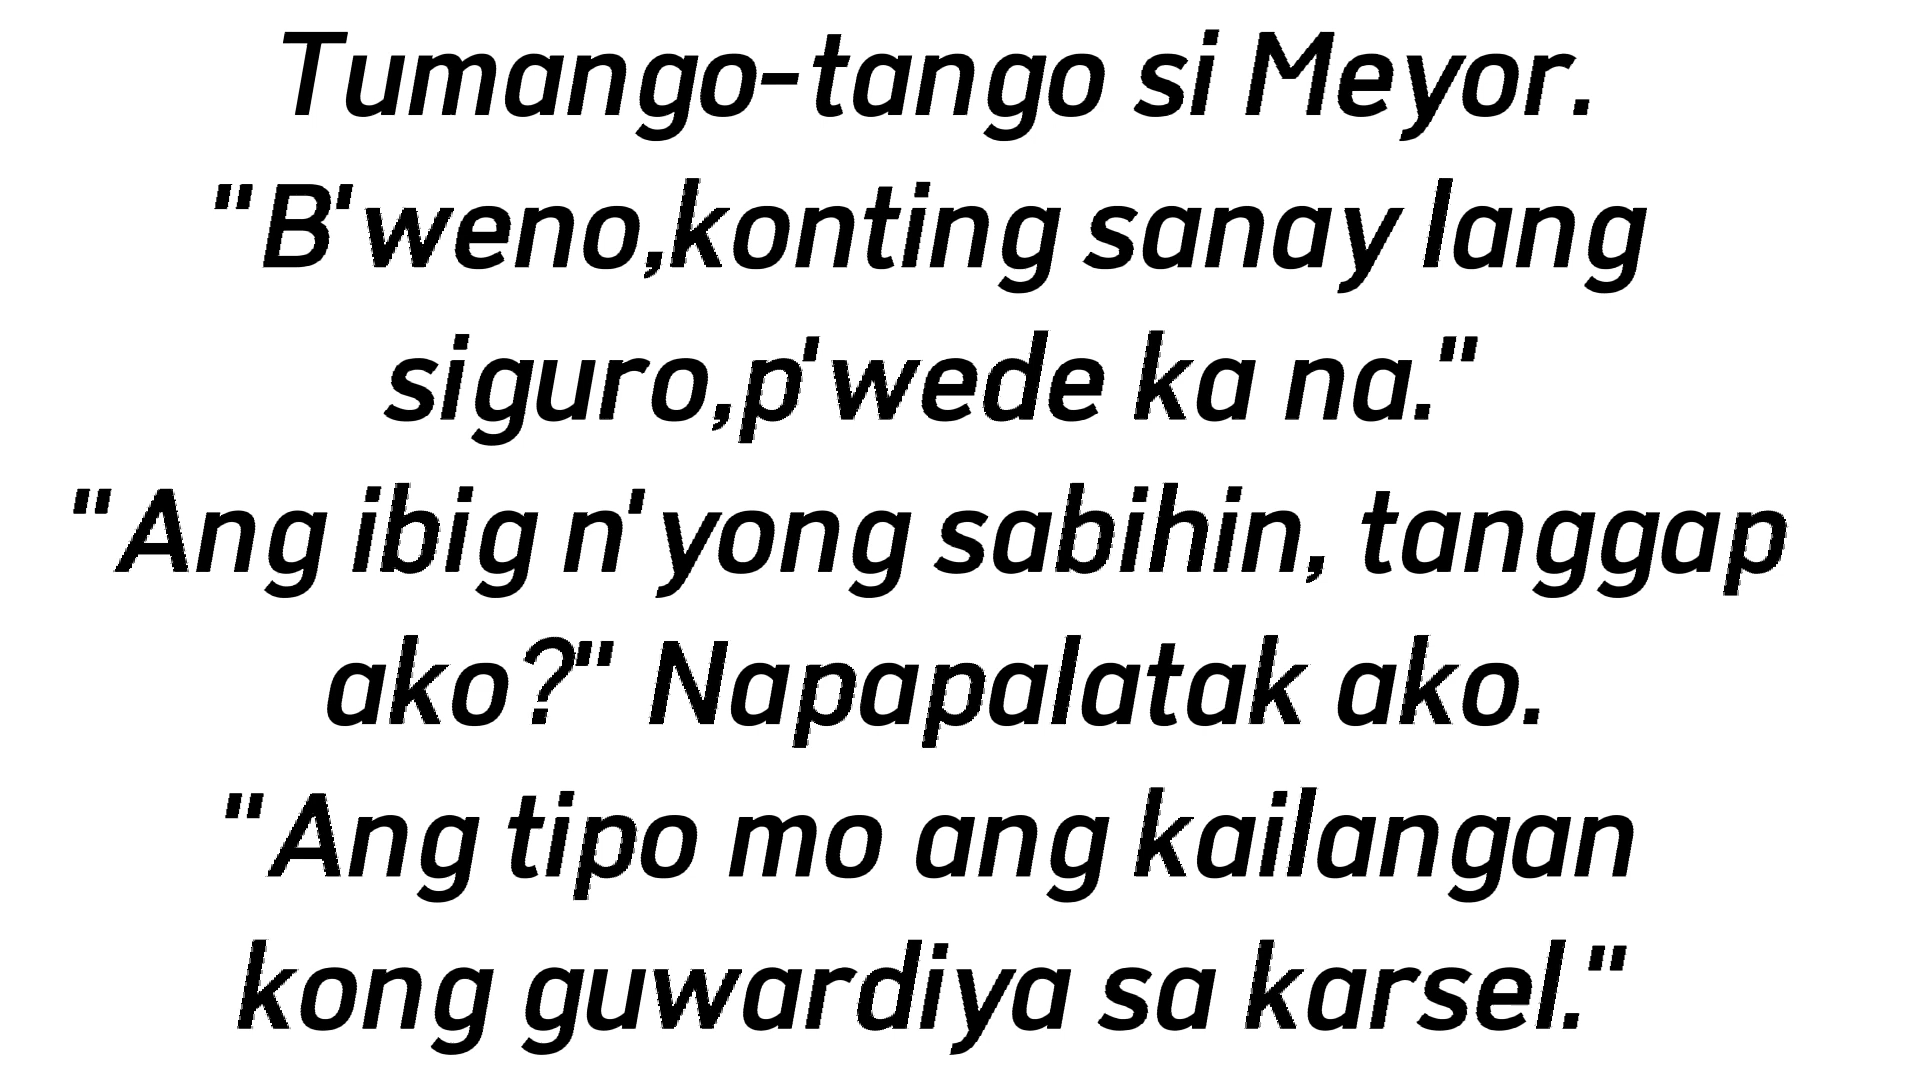 Tumango-tango si Meyor.
"B'weno,konting sanay lang
siguro,p'wede ka na."
"Ang ibig n'yong sabihin, tanggap
ako?" Napapalatak ako.
"Ang tipo mo ang kailangan
kong guwardiya sa karsel."